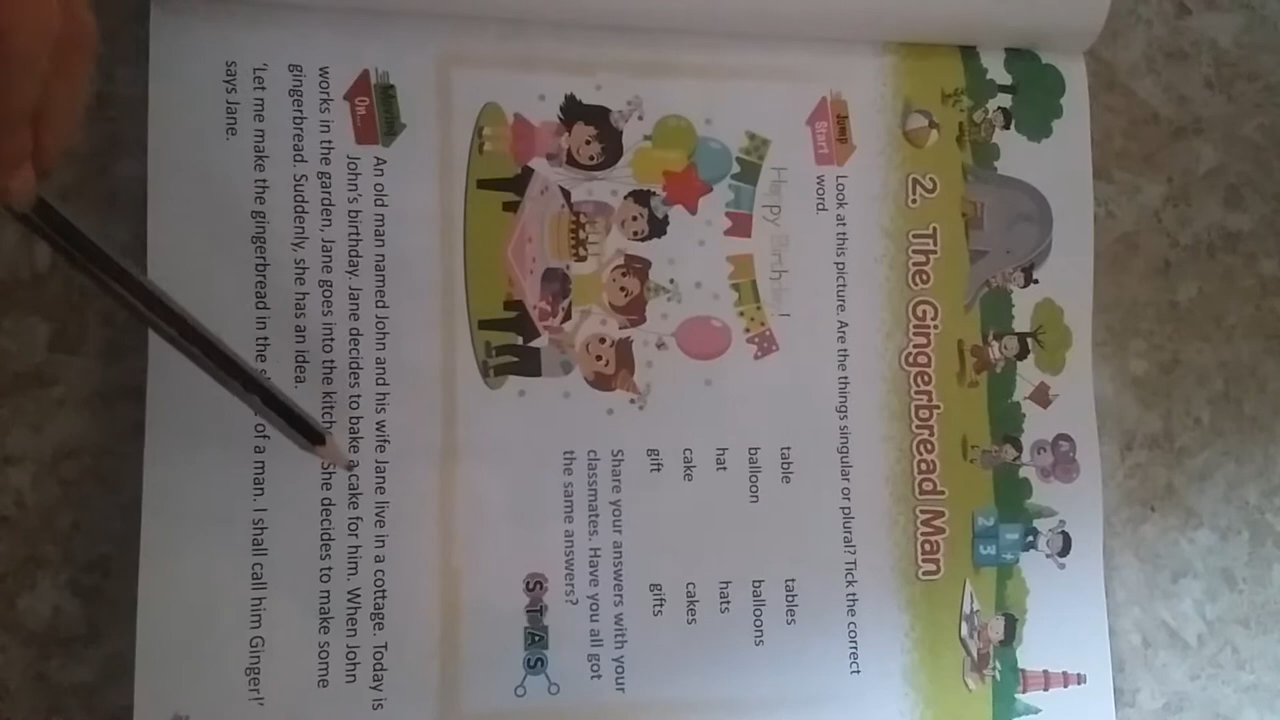 2. The Gingerbread Man
Jump
Start
Look at this picture. Are the things singular or plural? Tick the correct
word.
Happy Birthday!
table tables
balloon balloons
hat hats
cake cakes
gift gifts
Share your answers with your
classmates. Have you all got
the same answers?
STAS
Moving
On...
An old man named John and his wife Jane live in a cottage. Today is
John's birthday. Jane decides to bake a cake for him. When John
works in the garden, Jane goes into the She decides to make some
gingerbread. Suddenly, she has an idea.
'Let me make the gingerbread in the of a man. I shall call him Ginger!'
says Jane.